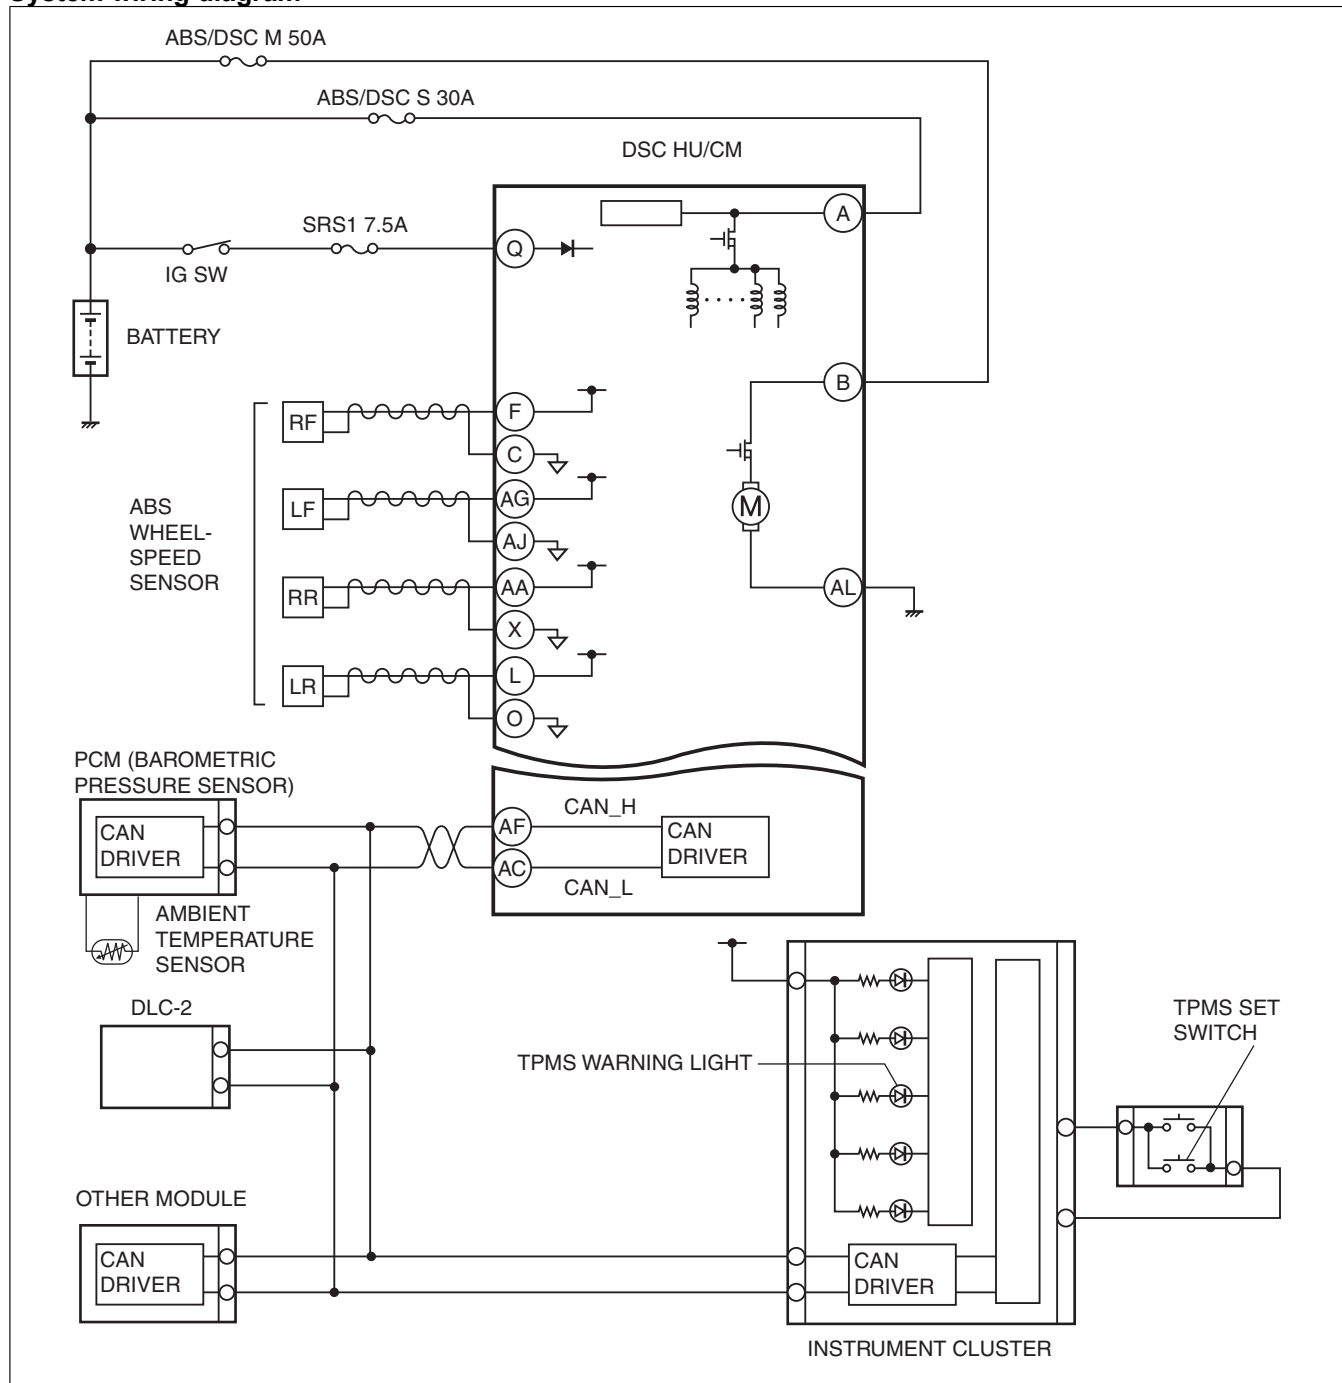 System wiring diagram
ABS/DSC M 50A
ABS/DSC S 30A
DSC HU/CM
A
SRS1 7.5A
Q
IG SW
BATTERY
B
RF
F
C
ABS
WHEEL-
SPEED
SENSOR
LF
AG
AJ
M
RR
AA
AL
X
LR
L
O
PCM (BAROMETRIC
PRESSURE SENSOR)
CAN
DRIVER
AF
CAN_H
CAN
DRIVER
AC
CAN_L
AMBIENT
TEMPERATURE
SENSOR
DLC-2
TPMS SET
SWITCH
TPMS WARNING LIGHT
OTHER MODULE
CAN
DRIVER
CAN
DRIVER
INSTRUMENT CLUSTER